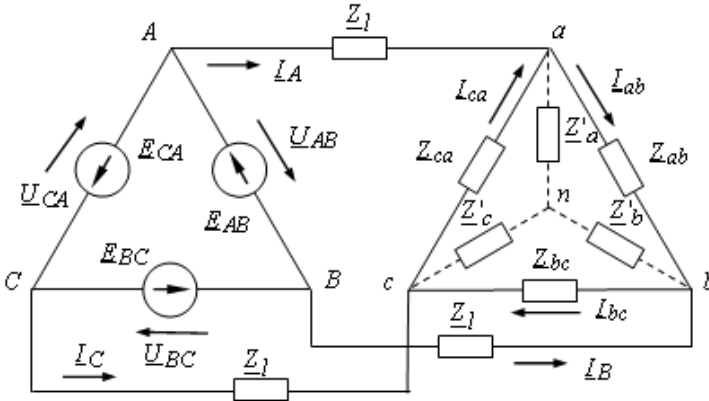 Z_l
A
a
I_A
I_ca
I_ab
Z'_a
E_CA
U_AB
Z_ca
Z_ab
U_CA
E_AB
Z'_c
n
Z'_b
E_BC
Z_bc
C
B
c
b
U_BC
Z_l
I_bc
I_C
Z_l
I_B